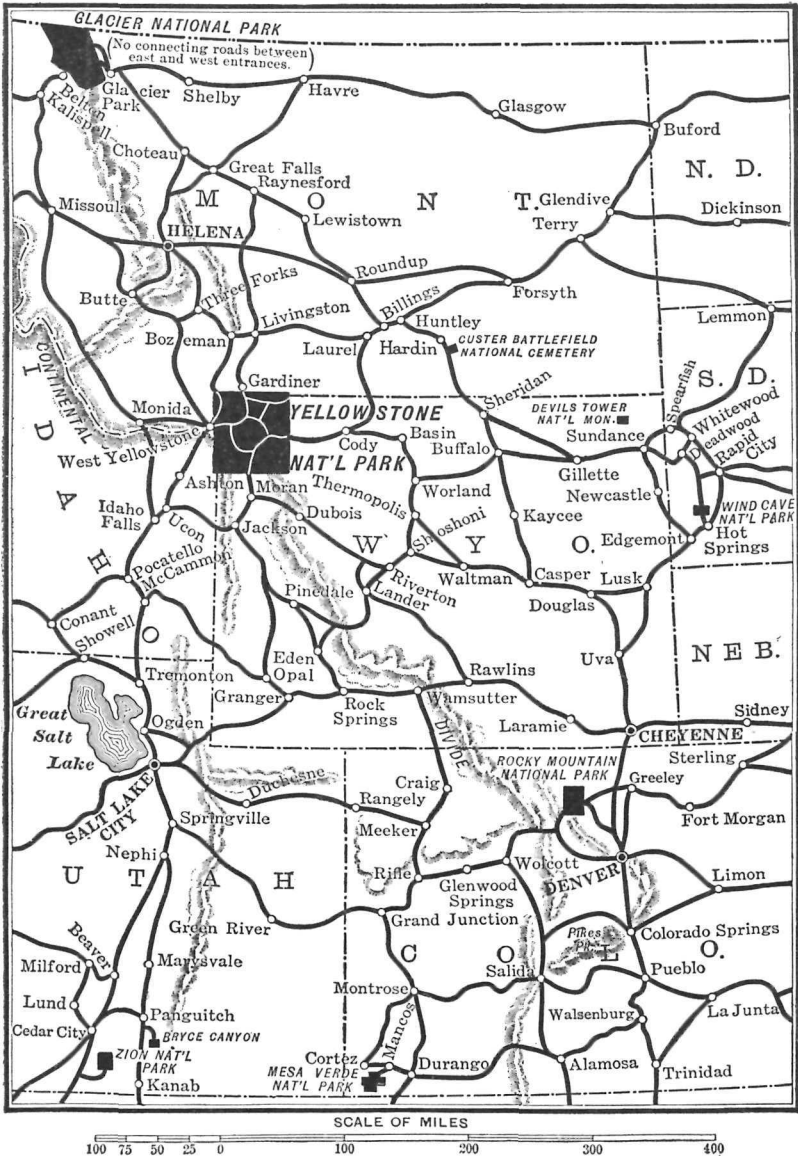 GLACIER NATIONAL PARK
(No connecting roads between
east and west entrances.)
Belton
Kalispell
Glacier
Park
Shelby
Havre
Glasgow
Buford
Choteau
Great Falls
Raynesford
N. D.
M O N T.
Glendive
Dickinson
Missoula
Lewistown
Terry
HELENA
Roundup
Three Forks
Butte
Forsyth
Livingston
Billings
Huntley
Lemmon
Bozeman
Laurel
Hardin
CUSTER BATTLEFIELD
NATIONAL CEMETERY
CONTINENTAL
I D A H O
Gardiner
S. D.
Spearfish
Sheridan
Monida
YELLOWSTONE
NAT'L PARK
DEVILS TOWER
NAT'L MON.
Whitewood
Deadwood
Rapid
City
West Yellowstone
Cody
Basin
Buffalo
Sundance
Gillette
Ashton
Moran
Thermopolis
Worland
Newcastle
WIND CAVE
NAT'L PARK
Idaho
Falls
Ucon
Dubois
Jackson
Shoshoni
Kaycee
W Y O.
Edgemont
Hot
Springs
Pocatello
McCammon
Riverton
Lander
Waltman
Casper
Lusk
Douglas
Pinedale
Conant
Showell
Eden
Opal
Uva
NEB.
Tremonton
Granger
Rock
Springs
Rawlins
Wamsutter
Great
Salt
Lake
Ogden
Laramie
Sidney
CHEYENNE
DIVIDE
ROCKY MOUNTAIN
NATIONAL PARK
Sterling
Greeley
SALT LAKE
CITY
Duchesne
Craig
Rangely
Fort Morgan
Springville
Meeker
Nephi
Wolcott
DENVER
Rifle
Glenwood
Springs
Limon
U T A H
Green River
Grand Junction
Colorado Springs
Pikes
Pk.
Beaver
C O L O.
Milford
Marysvale
Salida
Pueblo
Lund
Montrose
Walsenburg
La Junta
Panguitch
Cedar City
BRYCE CANYON
Mancos
ZION NAT'L
PARK
Cortez
MESA VERDE
NAT'L PARK
Durango
Alamosa
Trinidad
Kanab
SCALE OF MILES
100 75 50 25 0 100 200 300 400